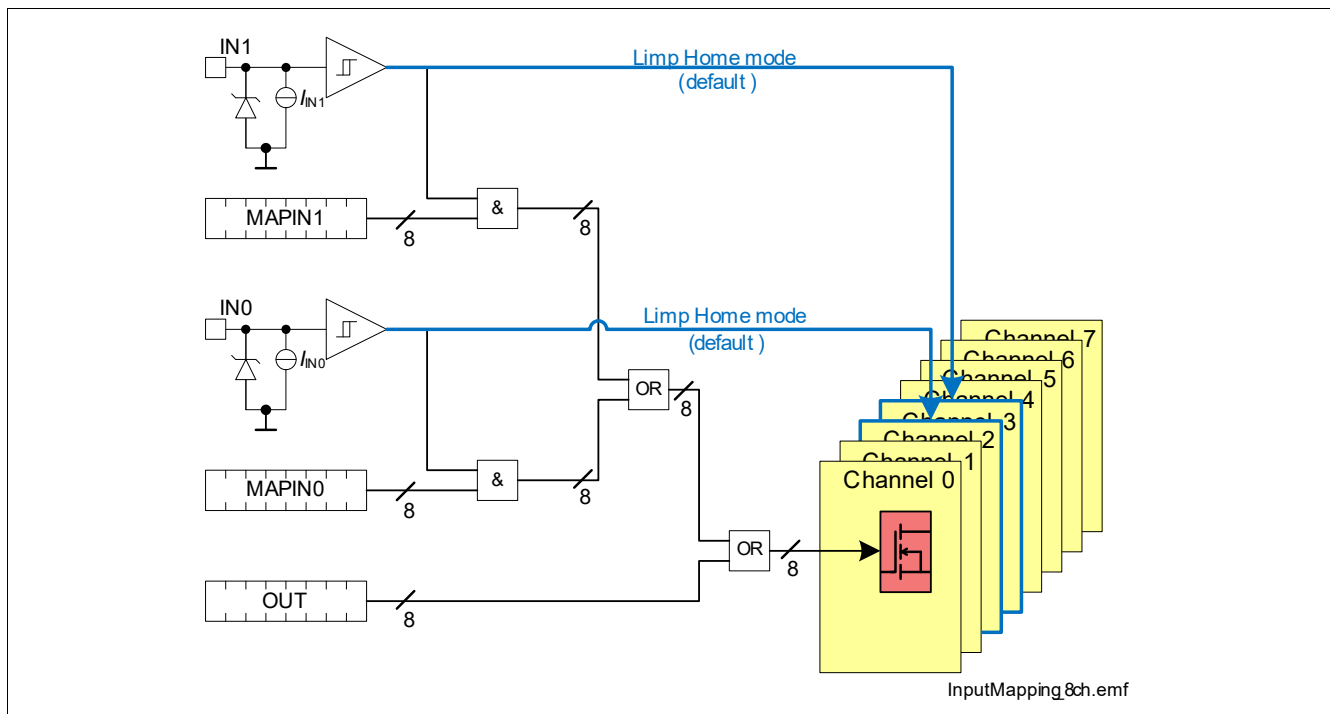 IN1
Limp Home mode
(default )
IIN1
MAPIN1
8
&
8
IN0
Limp Home mode
(default )
IIN0
Channel 7
Channel 6
Channel 5
Channel 4
Channel 3
Channel 2
Channel 1
Channel 0
OR
8
MAPIN0
8
&
8
OR
8
OUT
8
InputMapping_8ch.emf